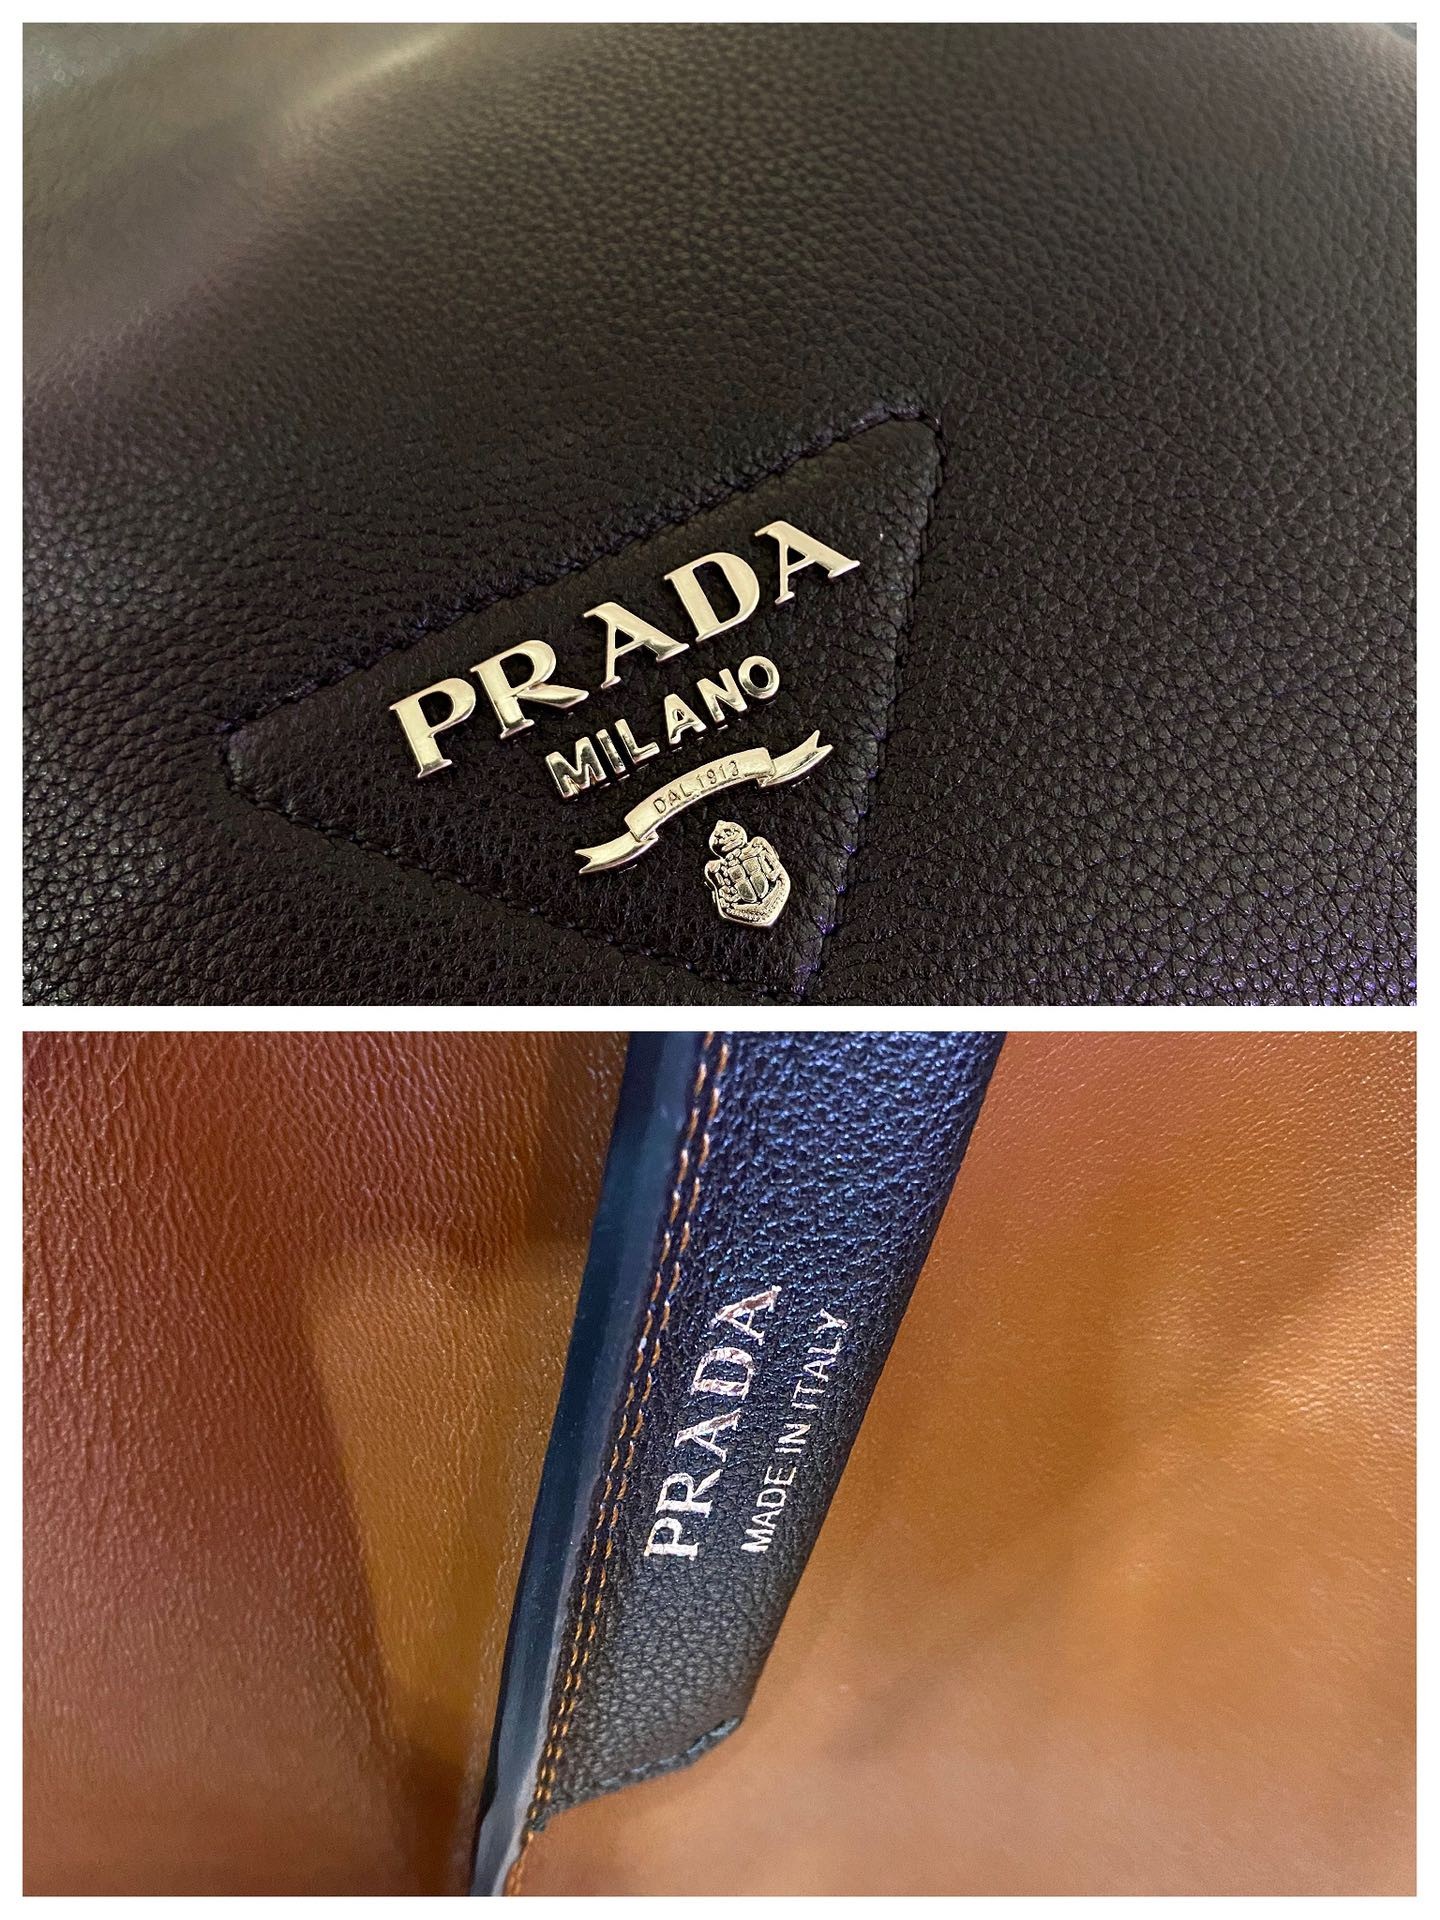 PRADA
MILANO
DAL 1913
PRADA
MADE IN ITALY